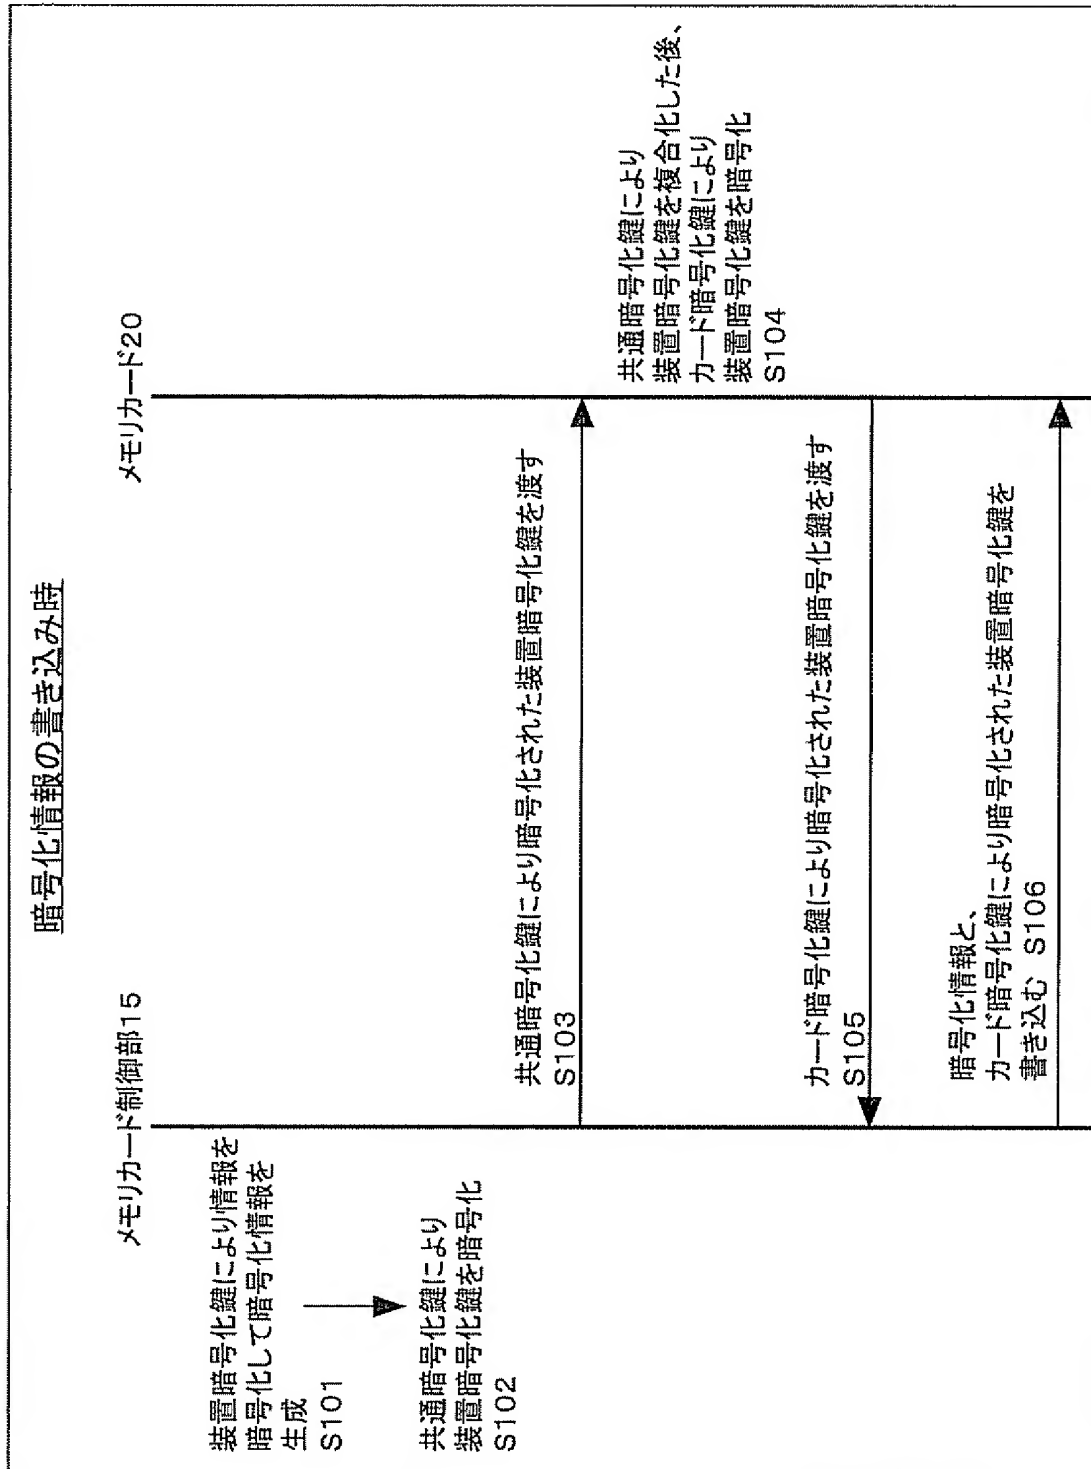 暗号化情報の書き込み時
メモリカード制御部15
メモリカード20
装置暗号化鍵により情報を
暗号化して暗号化情報を
生成
S101
共通暗号化鍵により
装置暗号化鍵を暗号化
S102
共通暗号化鍵により暗号化された装置暗号化鍵を渡す
S103
共通暗号化鍵により
装置暗号化鍵を複合化した後、
カード暗号化鍵により
装置暗号化鍵を暗号化
S104
カード暗号化鍵により暗号化された装置暗号化鍵を渡す
S105
暗号化情報と、
カード暗号化鍵により暗号化された装置暗号化鍵を
書き込む S106